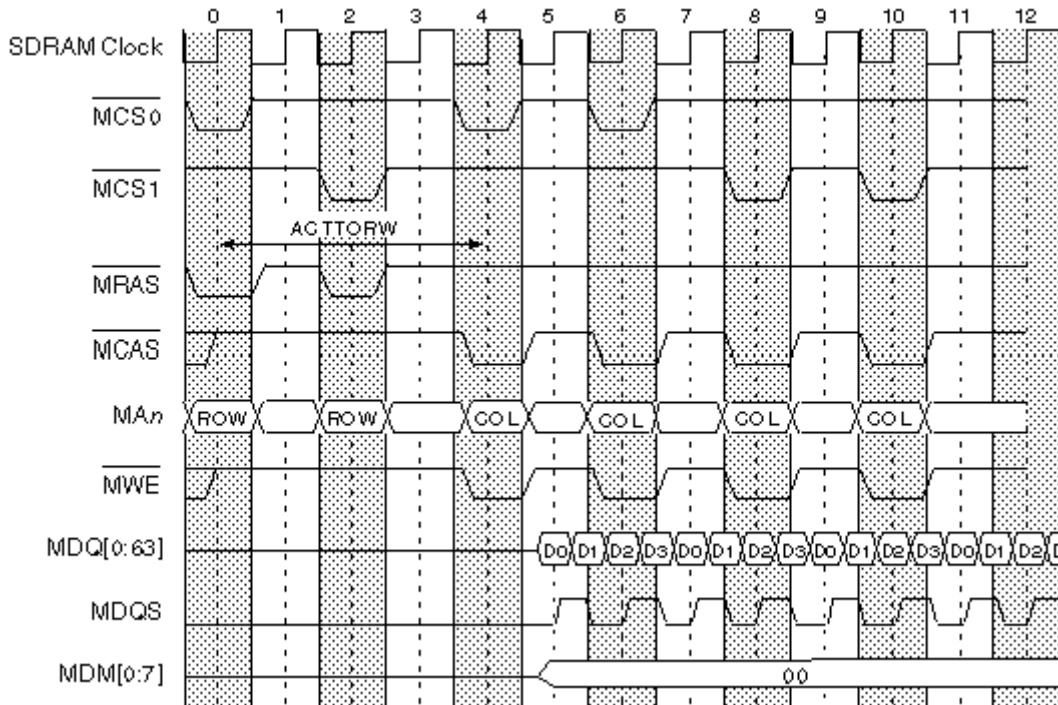 0 1 2 3 4 5 6 7 8 9 10 11 12
SDRAM Clock
MCS0
MCS1
ACTTORW
MRAS
MCAS
MAn ROW ROW COL COL COL COL
MWE
MDQ[0:63] D0 D1 D2 D3 D0 D1 D2 D3 D0 D1 D2 D3 D0 D1 D2
MDQS
MDM[0:7] 00